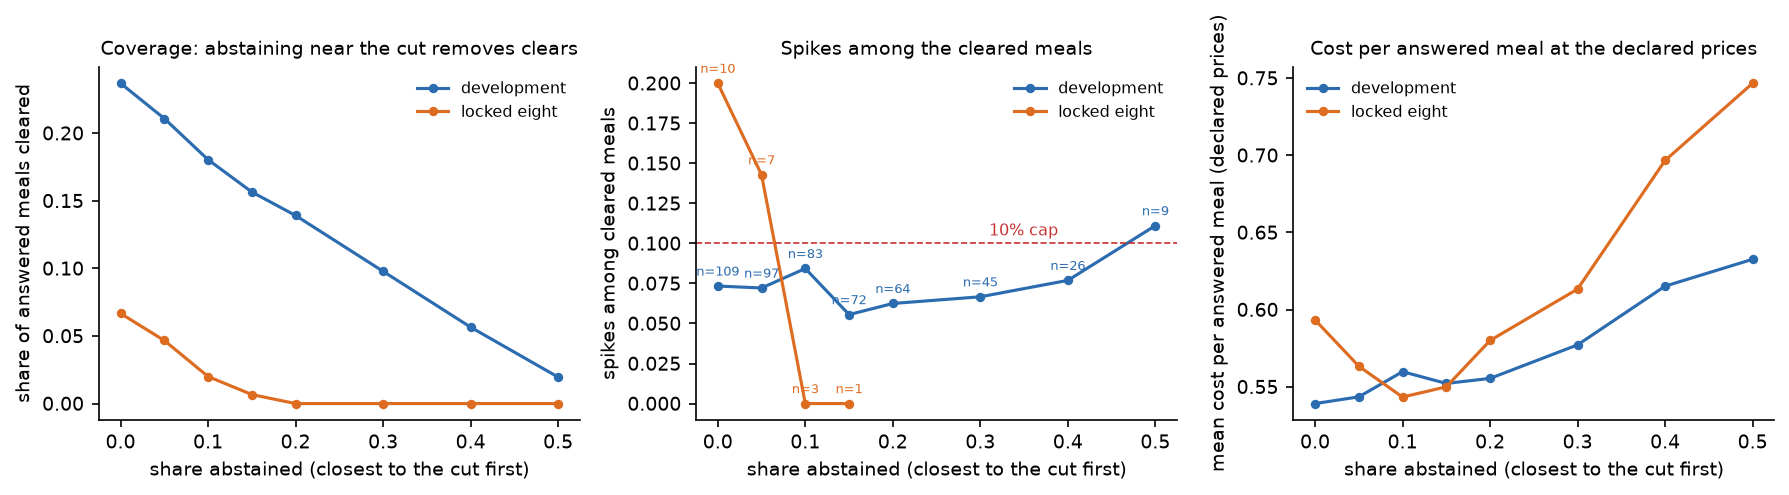 Coverage: abstaining near the cut removes clears
share of answered meals cleared
0.20
0.15
0.10
0.05
0.00
0.0 0.1 0.2 0.3 0.4 0.5
share abstained (closest to the cut first)
development
locked eight
Spikes among the cleared meals
spikes among cleared meals
0.200
0.175
0.150
0.125
0.100
0.075
0.050
0.025
0.000
0.0 0.1 0.2 0.3 0.4 0.5
share abstained (closest to the cut first)
development
locked eight
10% cap
n=10
n=7
n=3
n=1
n=109
n=97
n=83
n=72
n=64
n=45
n=26
n=9
Cost per answered meal at the declared prices
mean cost per answered meal (declared prices)
0.75
0.70
0.65
0.60
0.55
0.0 0.1 0.2 0.3 0.4 0.5
share abstained (closest to the cut first)
development
locked eight